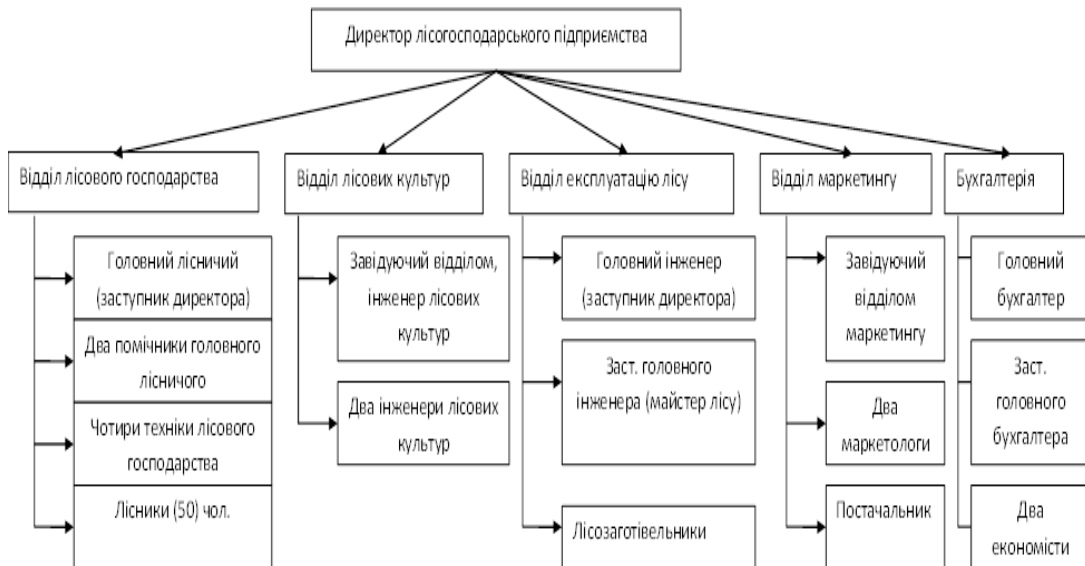 Директор лісогосподарського підприємства
Відділ лісового господарства
Головний лісничий
(заступник директора)
Два помічники головного
лісничого
Чотири техніки лісового
господарства
Лісники (50) чол.
Відділ лісових культур
Завідуючий відділом,
інженер лісових
культур
Два інженери лісових
культур
Відділ експлуатацію лісу
Головний інженер
(заступник директора)
Заст. головного
інженера (майстер лісу)
Лісозаготівельники
Відділ маркетингу
Завідуючий
відділом
маркетингу
Два
маркетологи
Постачальник
Бухгалтерія
Головний
бухгалтер
Заст.
головного
бухгалтера
Два
економісти